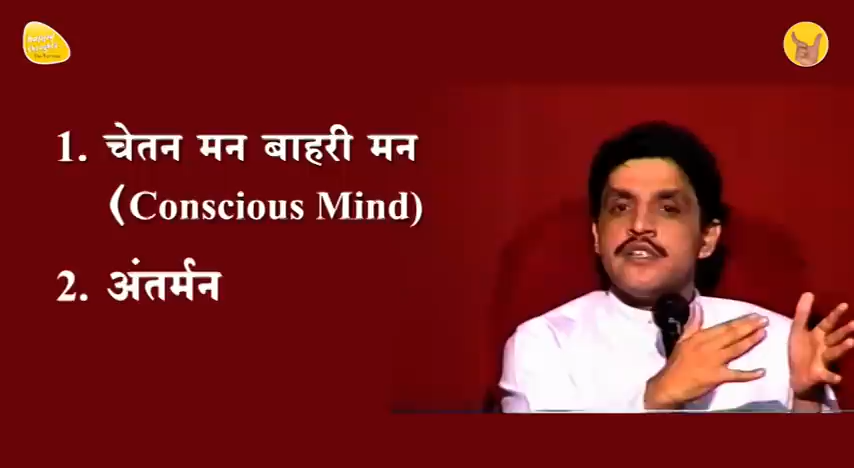 1. चेतन मन बाहरी मन
(Conscious Mind)
2. अंतर्मन